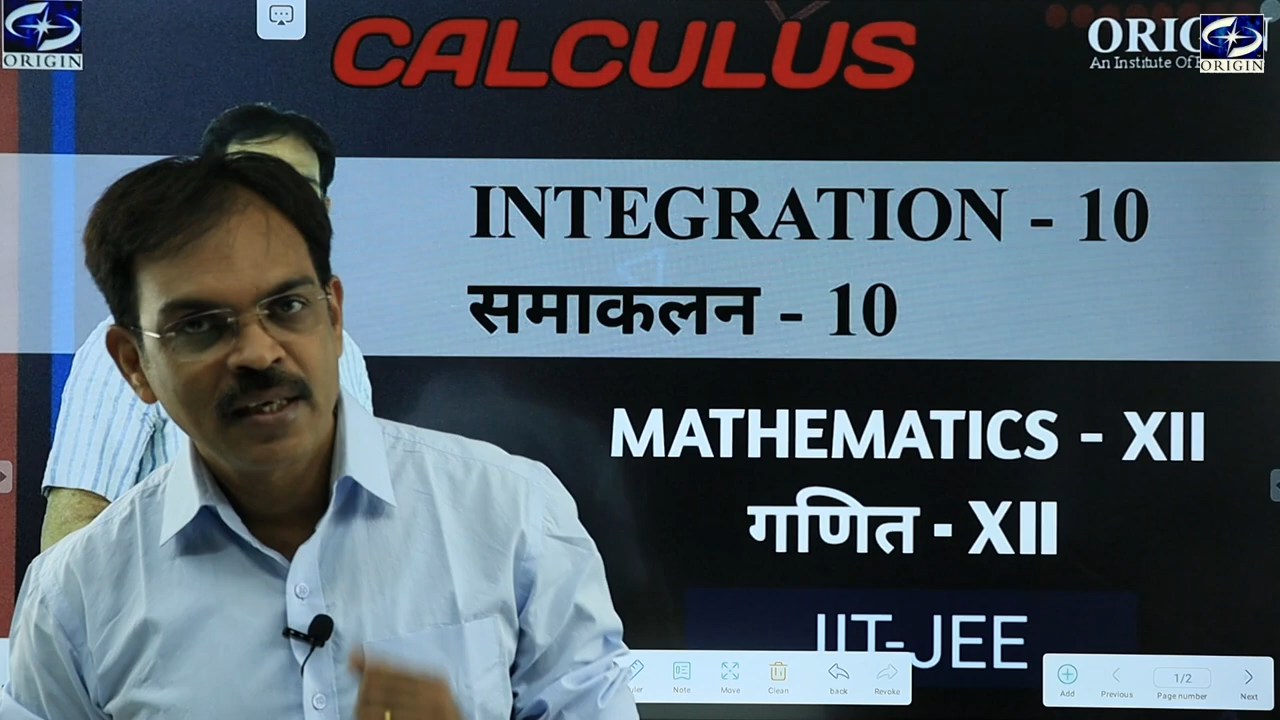 ORIGIN
CALCULUS
An Institute Of
ORIGIN
INTEGRATION - 10
समाकलन - 10
MATHEMATICS - XII
गणित - XII
IIT-JEE
Note
Move
Clean
back
Revoke
Add
Previous
1/2
Page number
Next